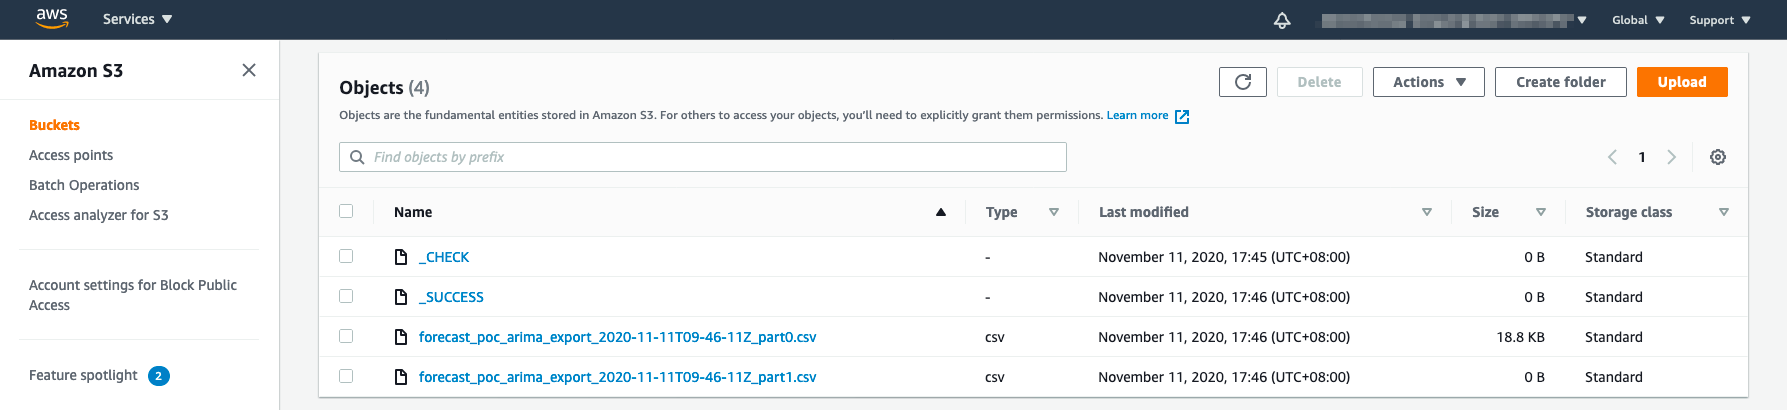 aws Services Global Support
Amazon S3
Buckets
Access points
Batch Operations
Access analyzer for S3
Account settings for Block Public
Access
Feature spotlight 2
Objects (4)
Delete Actions Create folder Upload
Objects are the fundamental entities stored in Amazon S3. For others to access your objects, you'll need to explicitly grant them permissions. Learn more
Find objects by prefix
1
Name Type Last modified Size Storage class
_CHECK - November 11, 2020, 17:45 (UTC+08:00) 0 B Standard
_SUCCESS - November 11, 2020, 17:46 (UTC+08:00) 0 B Standard
forecast_poc_arima_export_2020-11-11T09-46-11Z_part0.csv csv November 11, 2020, 17:46 (UTC+08:00) 18.8 KB Standard
forecast_poc_arima_export_2020-11-11T09-46-11Z_part1.csv csv November 11, 2020, 17:46 (UTC+08:00) 0 B Standard